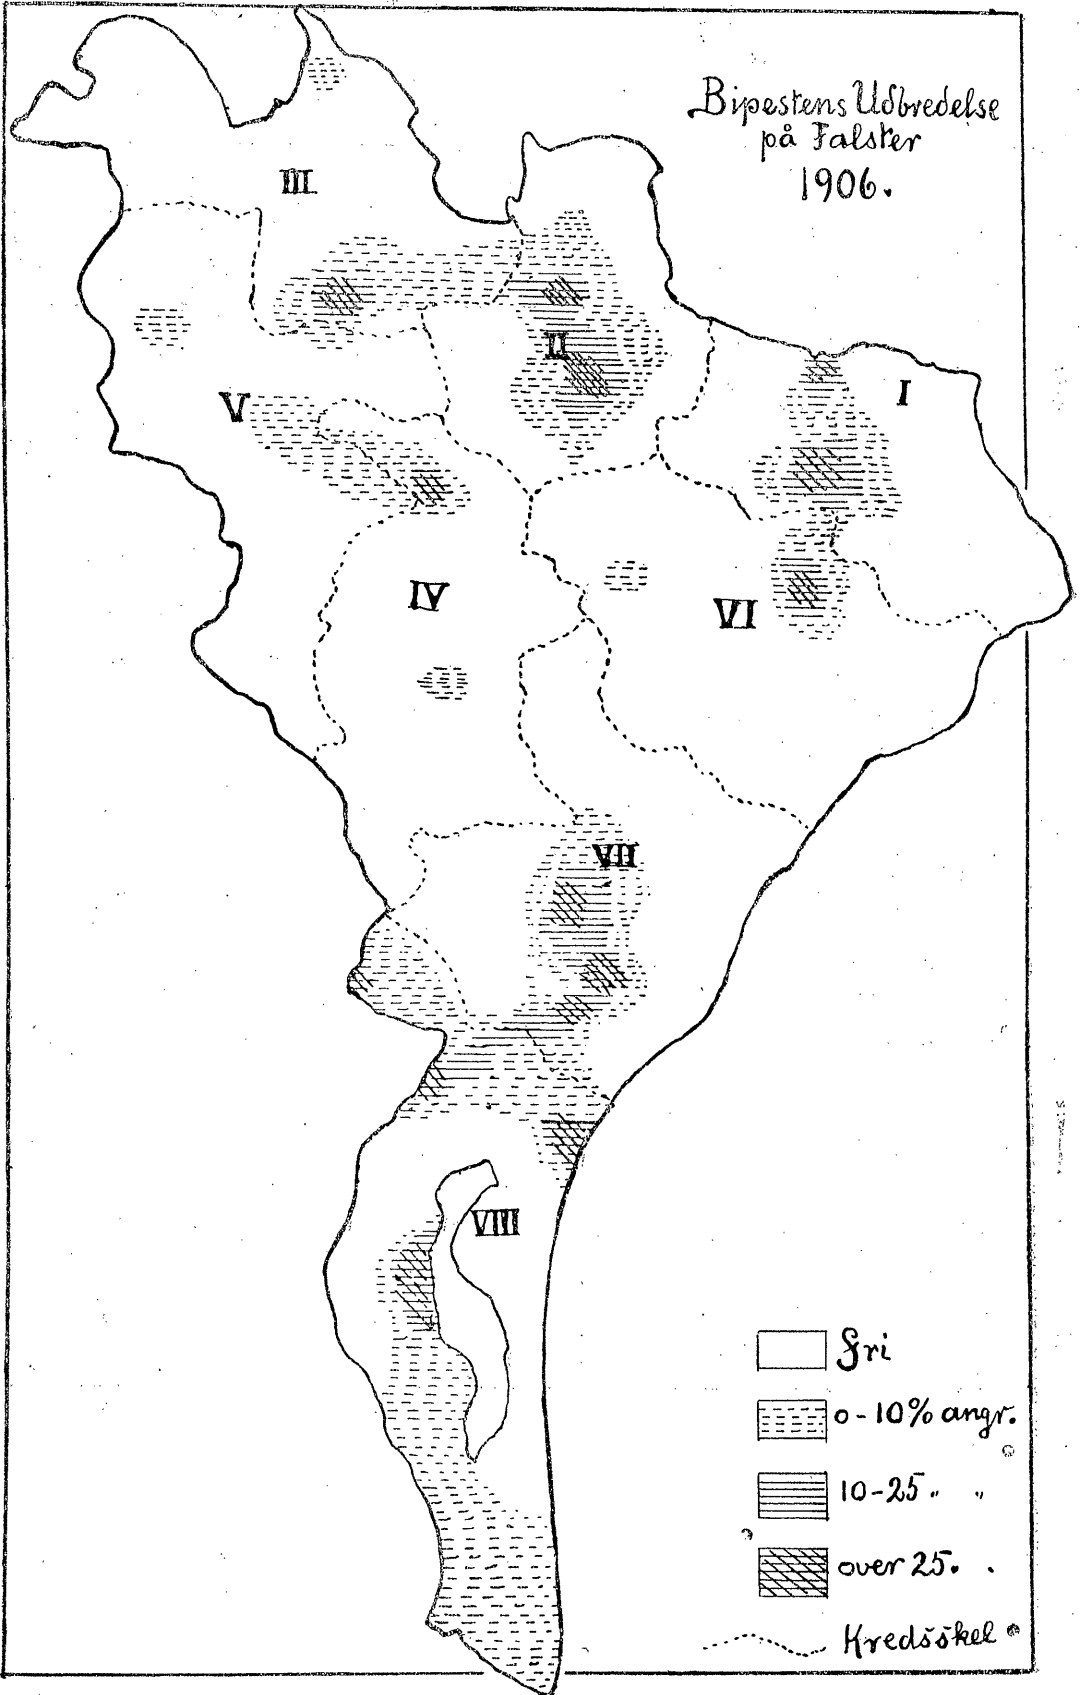 Bipestens Udbredelse
på Falster
1906.
III
II
I
V
IV
VI
VII
VIII
fri
0-10% angr.
10-25 " "
over 25. .
Kredsskel